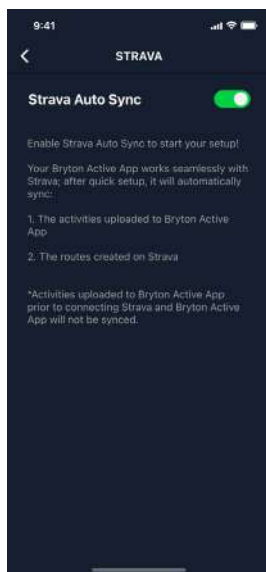 9:41
STRAVA
Strava Auto Sync
Enable Strava Auto Sync to start your setup!
Your Bryton Active App works seamlessly with
Strava; after quick setup, it will automatically
sync:
1. The activities uploaded to Bryton Active
App
2. The routes created on Strava
*Activities uploaded to Bryton Active App
prior to connecting Strava and Bryton Active
App will not be synced.